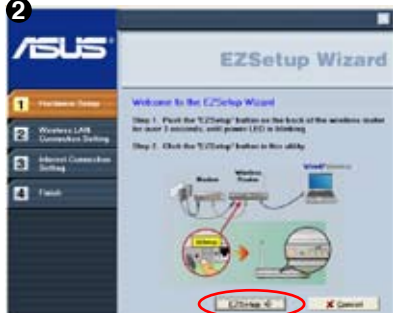 2
ASUS
EZSetup Wizard
1 Hardware Setup
Welcome to the EZSetup Wizard
Step 1. Push the "EZSetup" button on the back of the wireless router
for over 3 seconds, until power LED is blinking.
2 Wireless LAN
Connection Setting
Step 2. Click the "EZSetup" button in this utility.
3 Internet Connection
Setting
4 Finish
Modem
Wireless
Router
EZSetup
Cancel